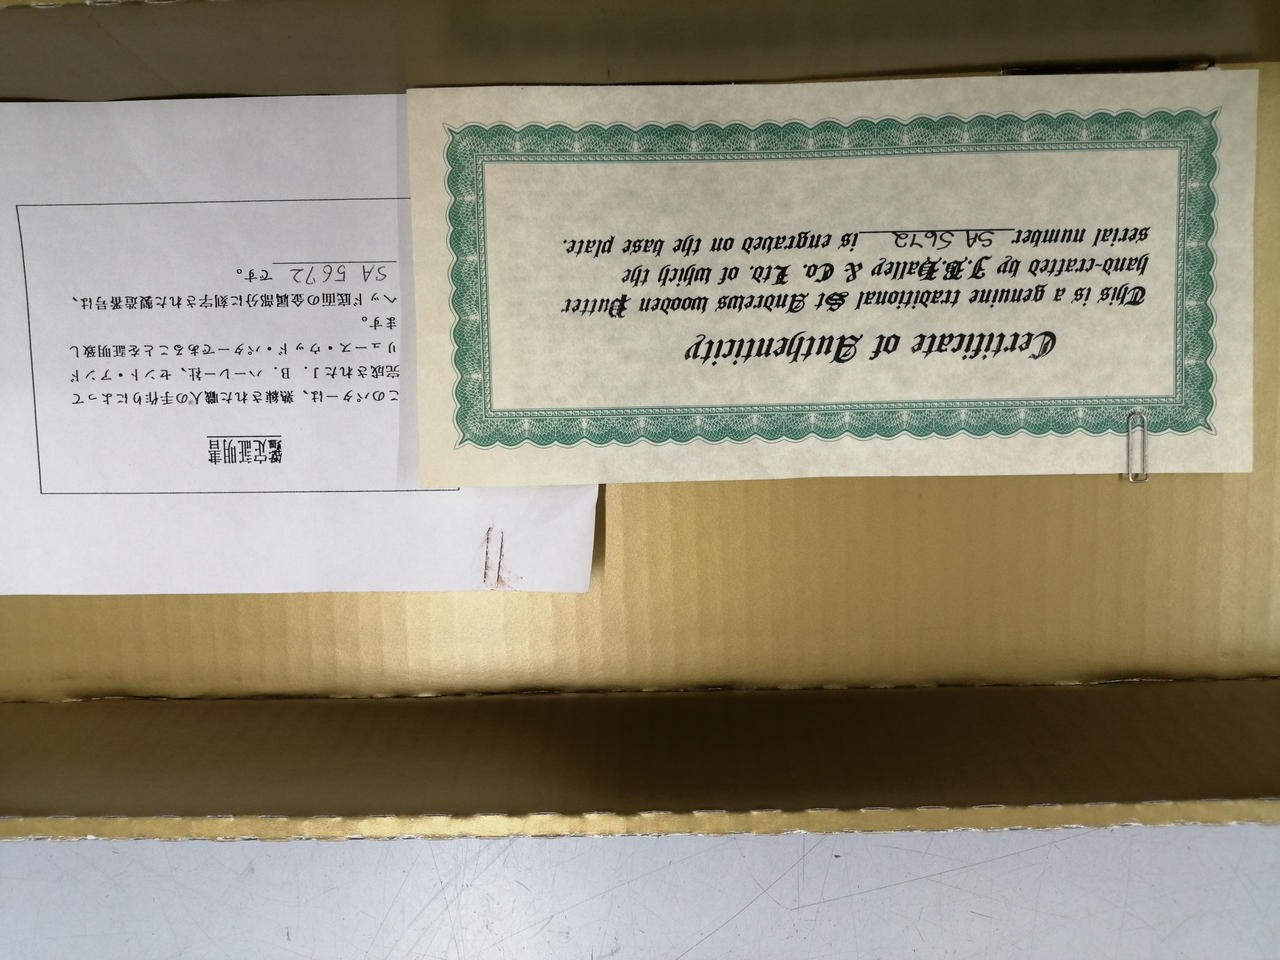 Certificate of Authenticity
This is a genuine traditional St Andrews wooden Putter
hand-crafted by J.B.Halley & Co. Ltd. of which the
serial number SA 5672 is engraved on the base plate.
鑑定証明書
このパターは、熟練された職人の手作りによって
完成されたJ．B．ハーレー社、セント・アンド
リュース・ウッド・パターであることを証明致し
ます。
ヘッド底面の金属部分に刻字された製造番号は、
SA 5672 です。